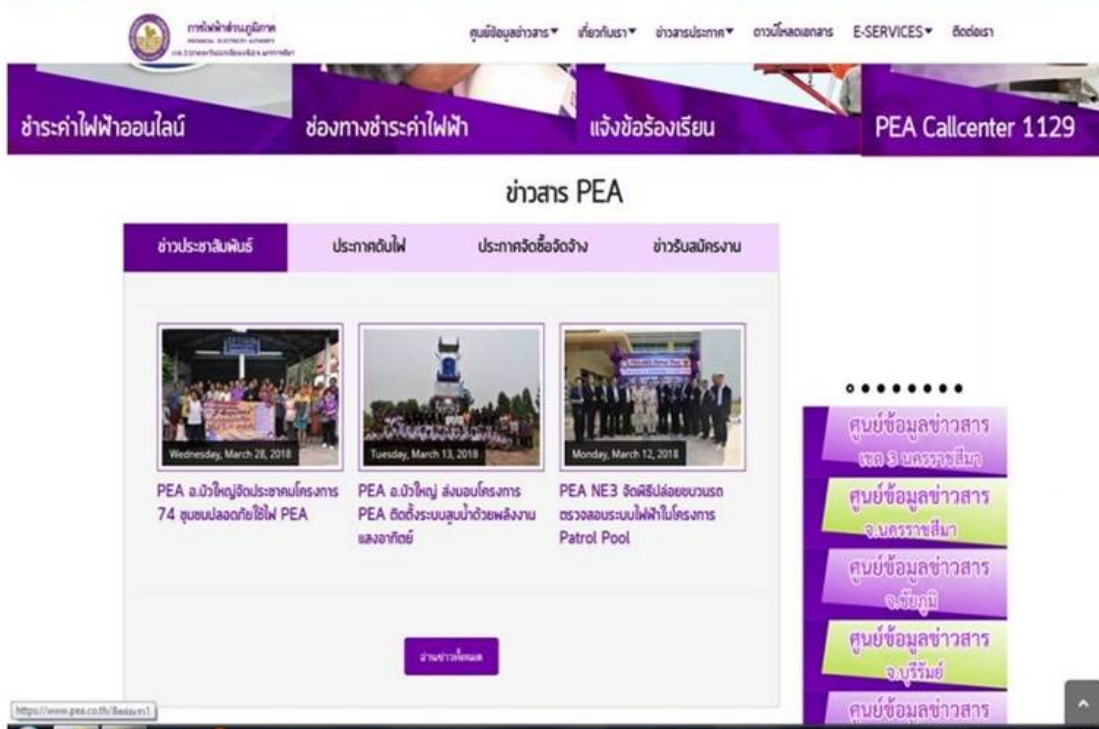 การไฟฟ้าส่วนภูมิภาค
PROVINCIAL ELECTRICITY AUTHORITY
ศูนย์ข้อมูลข่าวสาร เกี่ยวกับเรา ข่าวสารประกาศ ดาวน์โหลดเอกสาร E-SERVICES ติดต่อเรา
ชำระค่าไฟฟ้าออนไลน์ ช่องทางชำระค่าไฟฟ้า แจ้งข้อร้องเรียน PEA Callcenter 1129
ข่าวสาร PEA
ข่าวประชาสัมพันธ์ ประกาศดับไฟ ประกาศจัดซื้อจัดจ้าง ข่าวรับสมัครงาน
Wednesday, March 28, 2018
PEA อ.บัวใหญ่จัดประชาคมโครงการ
74 ชุมชนปลอดภัยใช้ไฟ PEA
Tuesday, March 13, 2018
PEA อ.บัวใหญ่ ส่งมอบโครงการ
PEA ติดตั้งระบบสูบน้ำด้วยพลังงาน
แสงอาทิตย์
Monday, March 12, 2018
PEA NE3 จัดพิธีปล่อยขบวนรถ
ตรวจสอบระบบไฟฟ้าในโครงการ
Patrol Pool
อ่านข่าวทั้งหมด
ศูนย์ข้อมูลข่าวสาร
เขต 3 นครราชสีมา
ศูนย์ข้อมูลข่าวสาร
จ.นครราชสีมา
ศูนย์ข้อมูลข่าวสาร
จ.ชัยภูมิ
ศูนย์ข้อมูลข่าวสาร
จ.บุรีรัมย์
ศูนย์ข้อมูลข่าวสาร